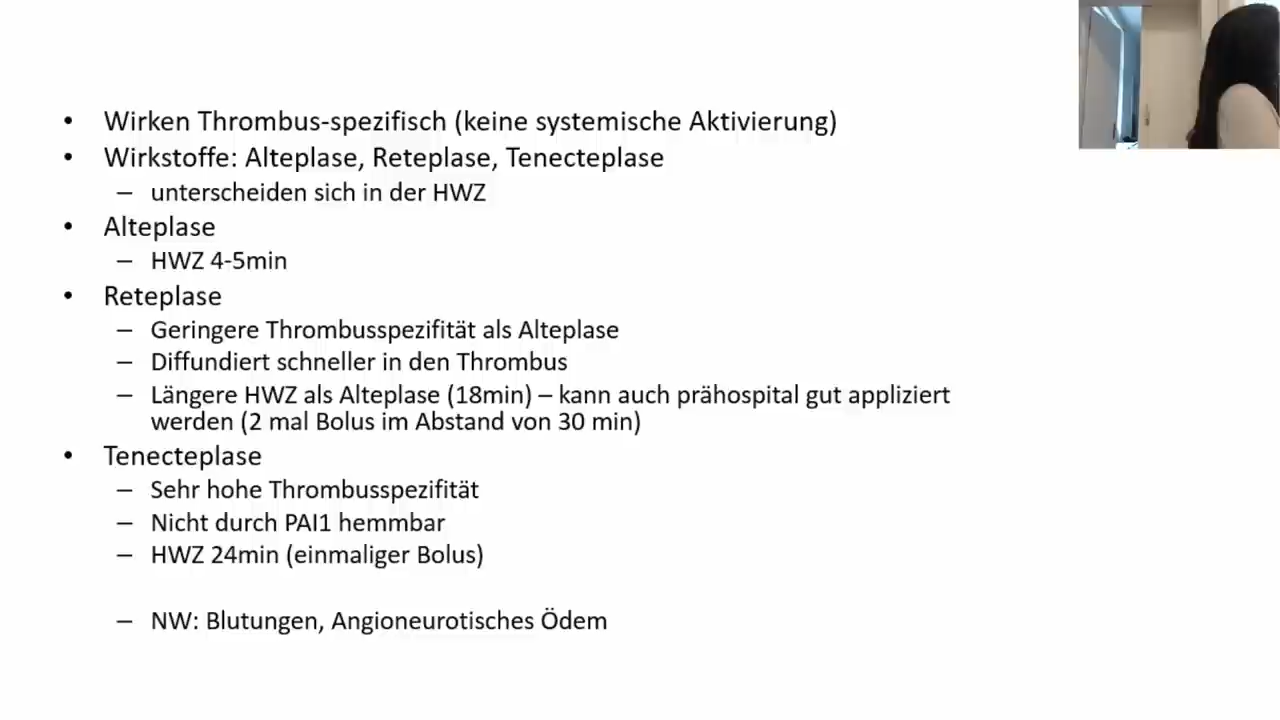 • Wirken Thrombus-spezifisch (keine systemische Aktivierung)
• Wirkstoffe: Alteplase, Reteplase, Tenecteplase
– unterscheiden sich in der HWZ
• Alteplase
– HWZ 4-5min
• Reteplase
– Geringere Thrombusspezifität als Alteplase
– Diffundiert schneller in den Thrombus
– Längere HWZ als Alteplase (18min) – kann auch prähospital gut appliziert
werden (2 mal Bolus im Abstand von 30 min)
• Tenecteplase
– Sehr hohe Thrombusspezifität
– Nicht durch PAI1 hemmbar
– HWZ 24min (einmaliger Bolus)
– NW: Blutungen, Angioneurotisches Ödem